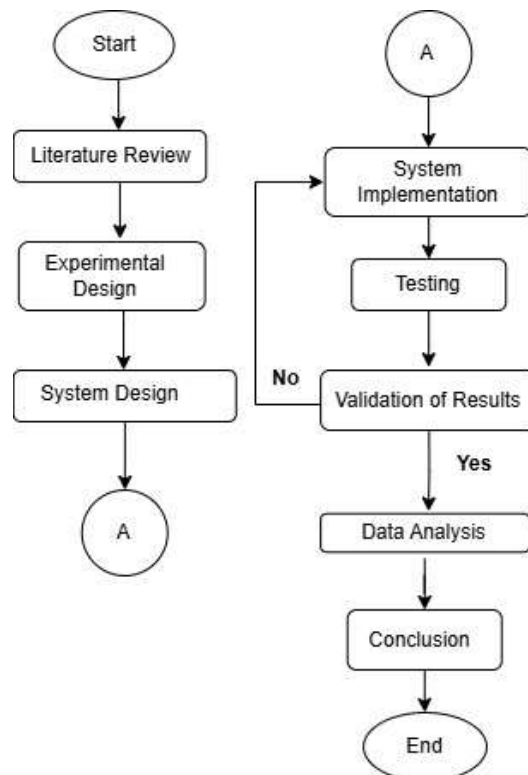 Start
Literature Review
Experimental
Design
System Design
A
A
System
Implementation
Testing
No
Validation of Results
Yes
Data Analysis
Conclusion
End